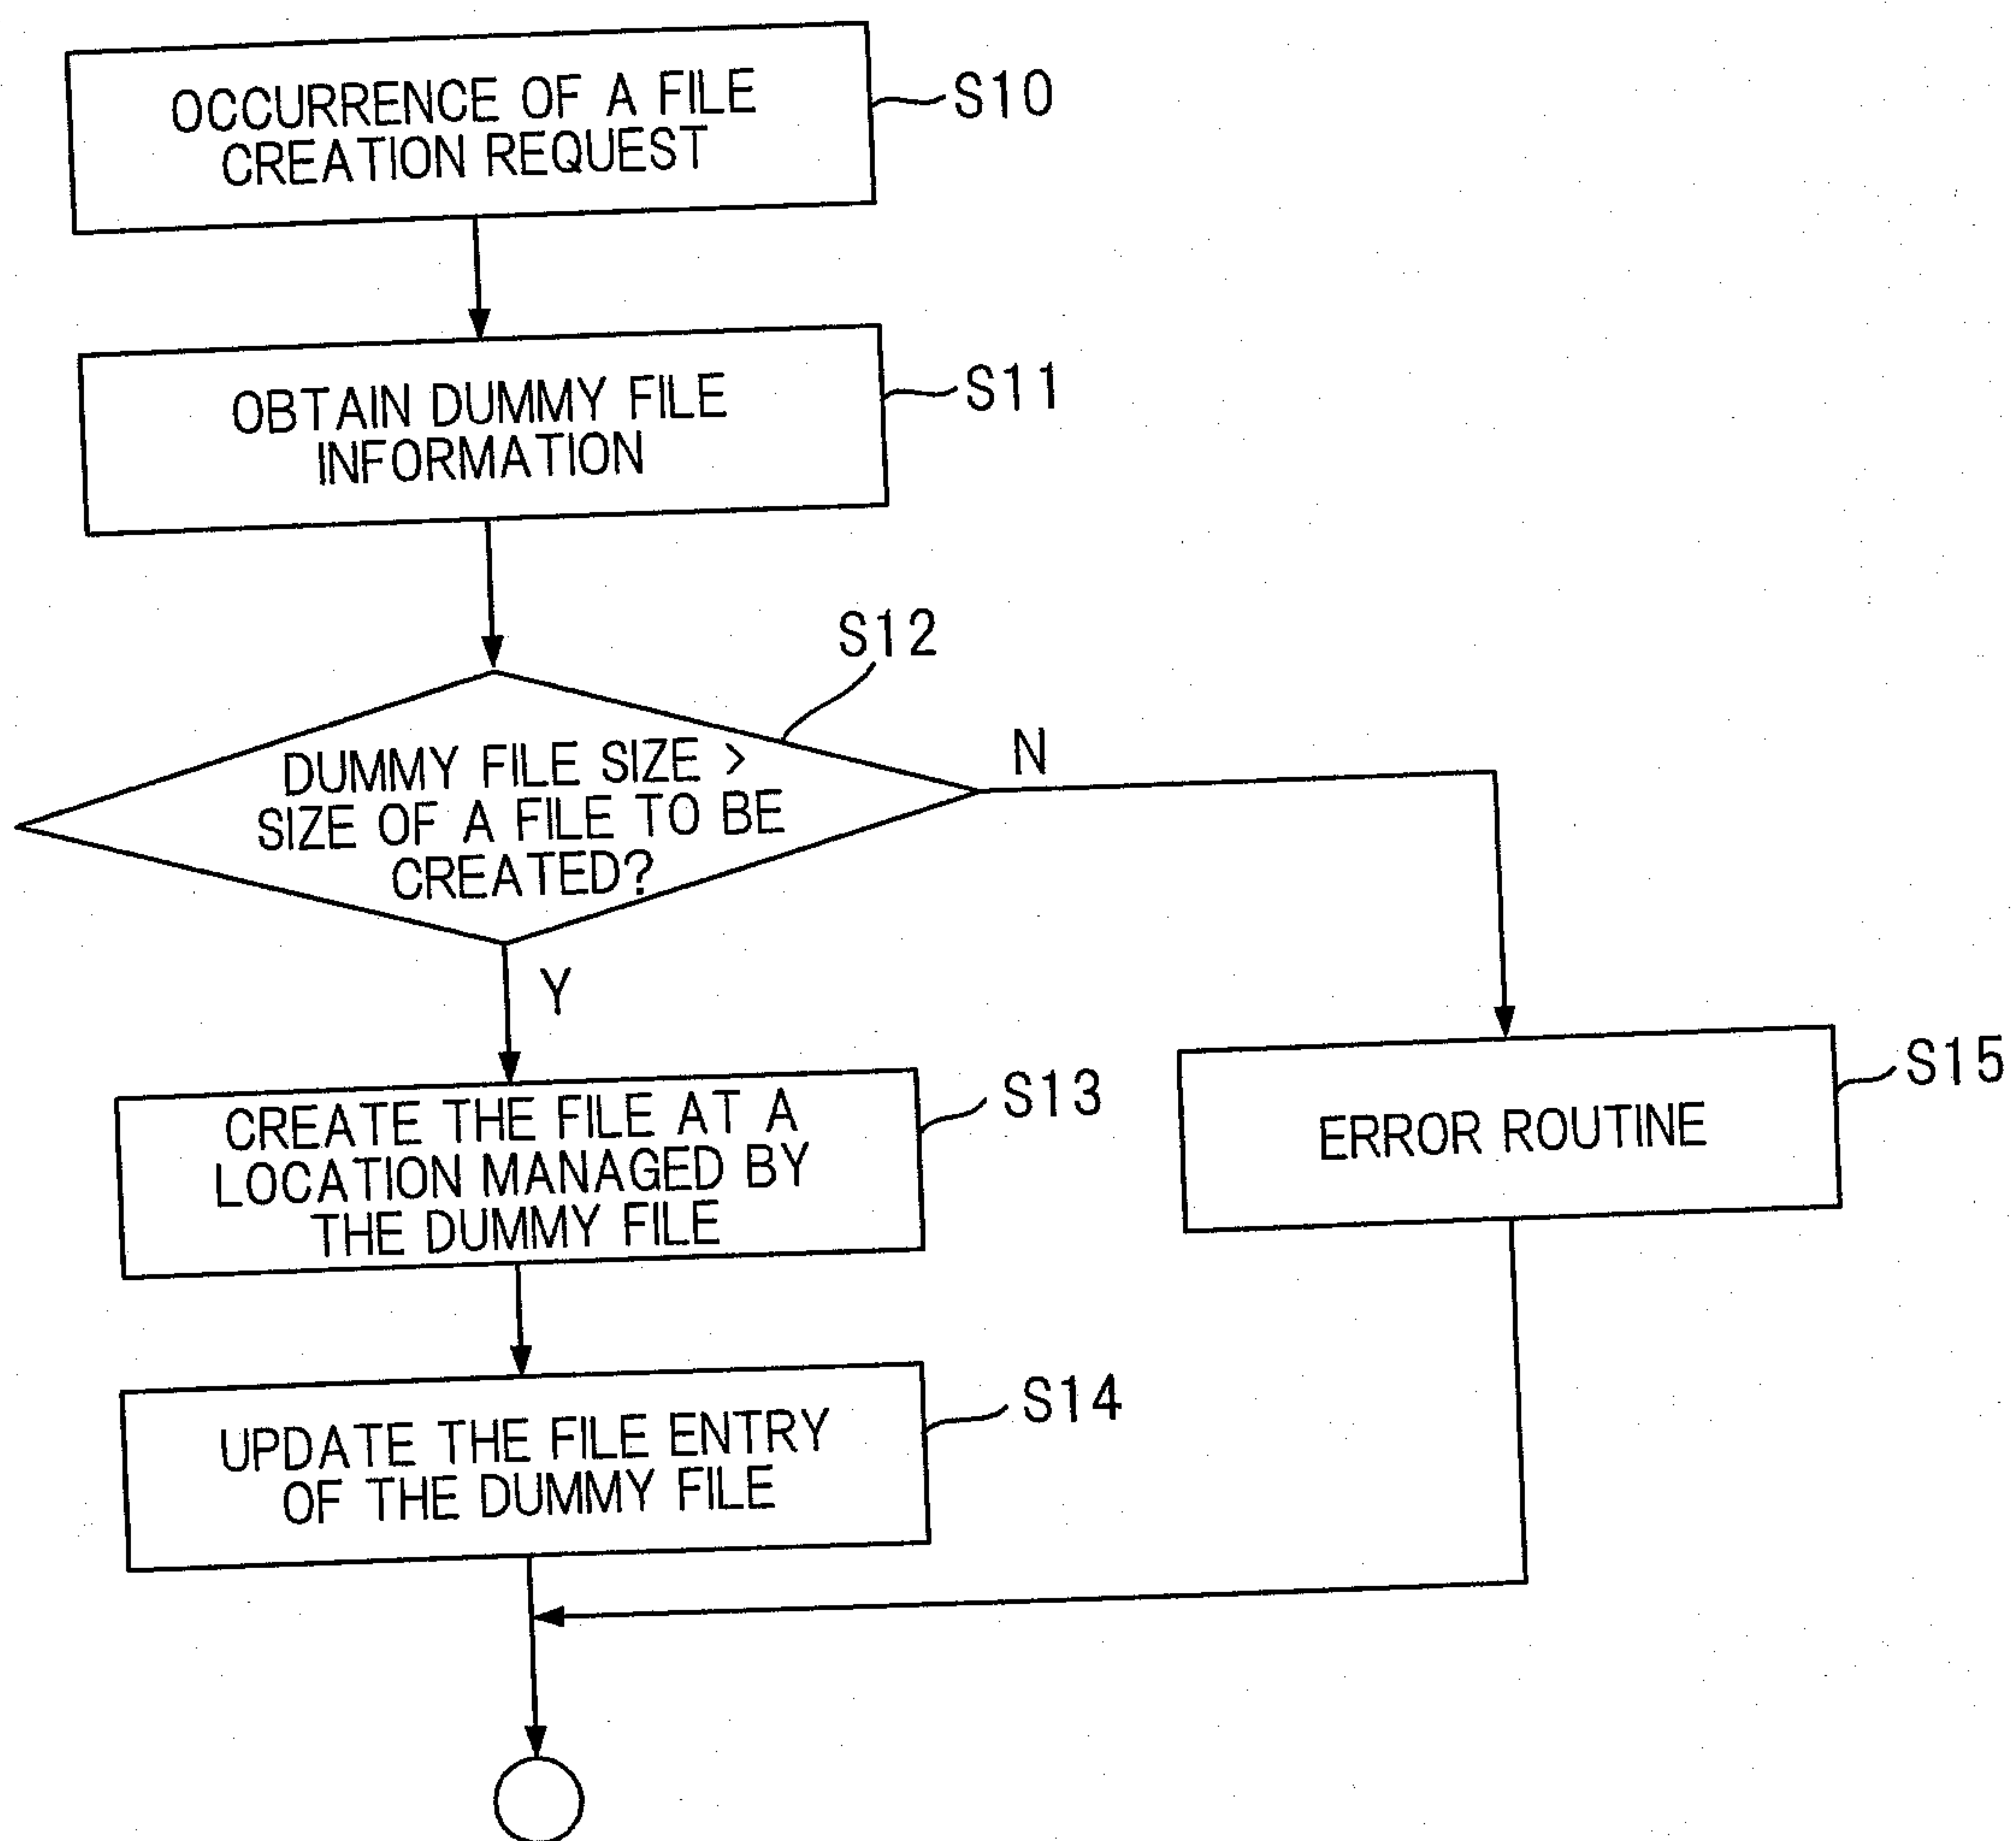 OCCURRENCE OF A FILE
CREATION REQUEST
S10
OBTAIN DUMMY FILE
INFORMATION
S11
S12
DUMMY FILE SIZE >
SIZE OF A FILE TO BE
CREATED?
N
Y
CREATE THE FILE AT A
LOCATION MANAGED BY
THE DUMMY FILE
S13
ERROR ROUTINE
S15
UPDATE THE FILE ENTRY
OF THE DUMMY FILE
S14